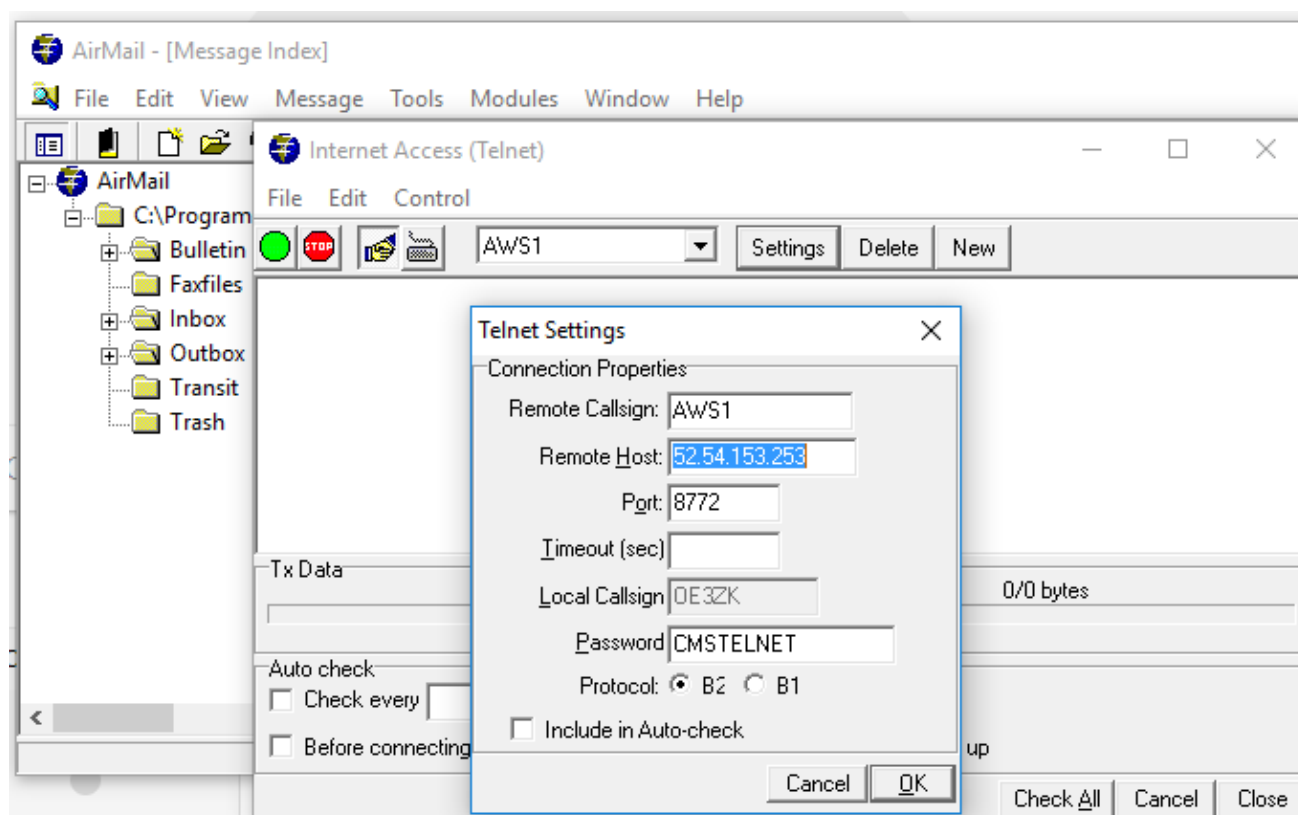 AirMail - [Message Index]
File Edit View Message Tools Modules Window Help
Internet Access (Telnet)
AirMail
File Edit Control
C:\Program
Bulletin
STOP
AWS1
Settings Delete New
Faxfiles
Inbox
Telnet Settings
Outbox
Connection Properties
Transit
Remote Callsign: AWS1
Trash
Remote Host: 52.54.153.253
Port: 8772
Timeout (sec)
Tx Data
0/0 bytes
Local Callsign OE3ZK
Password CMSTELNET
Auto check
Protocol: B2 B1
Check every
Include in Auto-check
Before connecting
up
Cancel OK
Check All Cancel Close